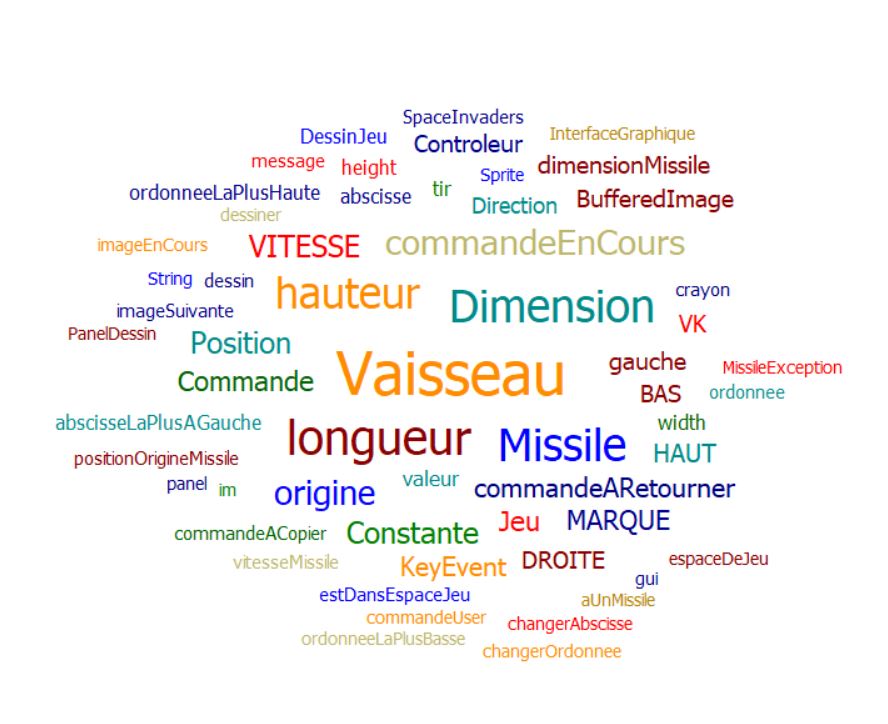 SpaceInvaders
DessinJeu
Controleur
InterfaceGraphique
message
height
Sprite
dimensionMissile
ordonneeLaPlusHaute
abscisse
tir
Direction
BufferedImage
dessiner
imageEnCours
VITESSE
commandeEnCours
String
dessin
hauteur
Dimension
crayon
imageSuivante
VK
PanelDessin
Position
Vaisseau
gauche
MissileException
Commande
BAS
ordonnee
abscisseLaPlusAGauche
longueur
Missile
width
HAUT
positionOrigineMissile
panel
im
origine
valeur
commandeARetourner
commandeACopier
Constante
Jeu
MARQUE
vitesseMissile
KeyEvent
DROITE
espaceDeJeu
gui
estDansEspaceJeu
aUnMissile
commandeUser
changerAbscisse
ordonneeLaPlusBasse
changerOrdonnee